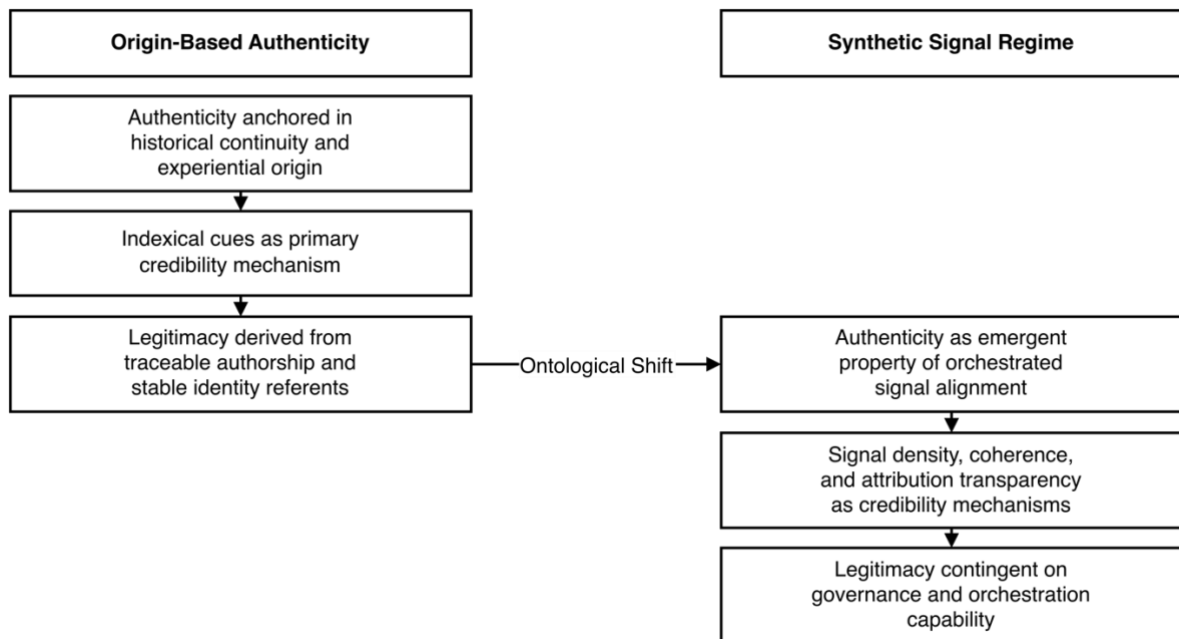 Origin-Based Authenticity
Synthetic Signal Regime
Authenticity anchored in
historical continuity and
experiential origin
Indexical cues as primary
credibility mechanism
Legitimacy derived from
traceable authorship and
stable identity referents
Ontological Shift
Authenticity as emergent
property of orchestrated
signal alignment
Signal density, coherence,
and attribution transparency
as credibility mechanisms
Legitimacy contingent on
governance and orchestration
capability